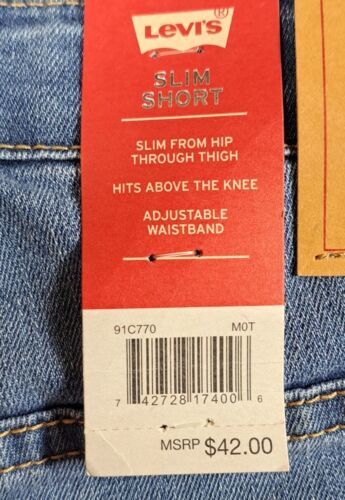 Levi's®
SLIM
SHORT
SLIM FROM HIP
THROUGH THIGH
HITS ABOVE THE KNEE
ADJUSTABLE
WAISTBAND
91C770 M0T
7 42728 17400 6
MSRP $42.00